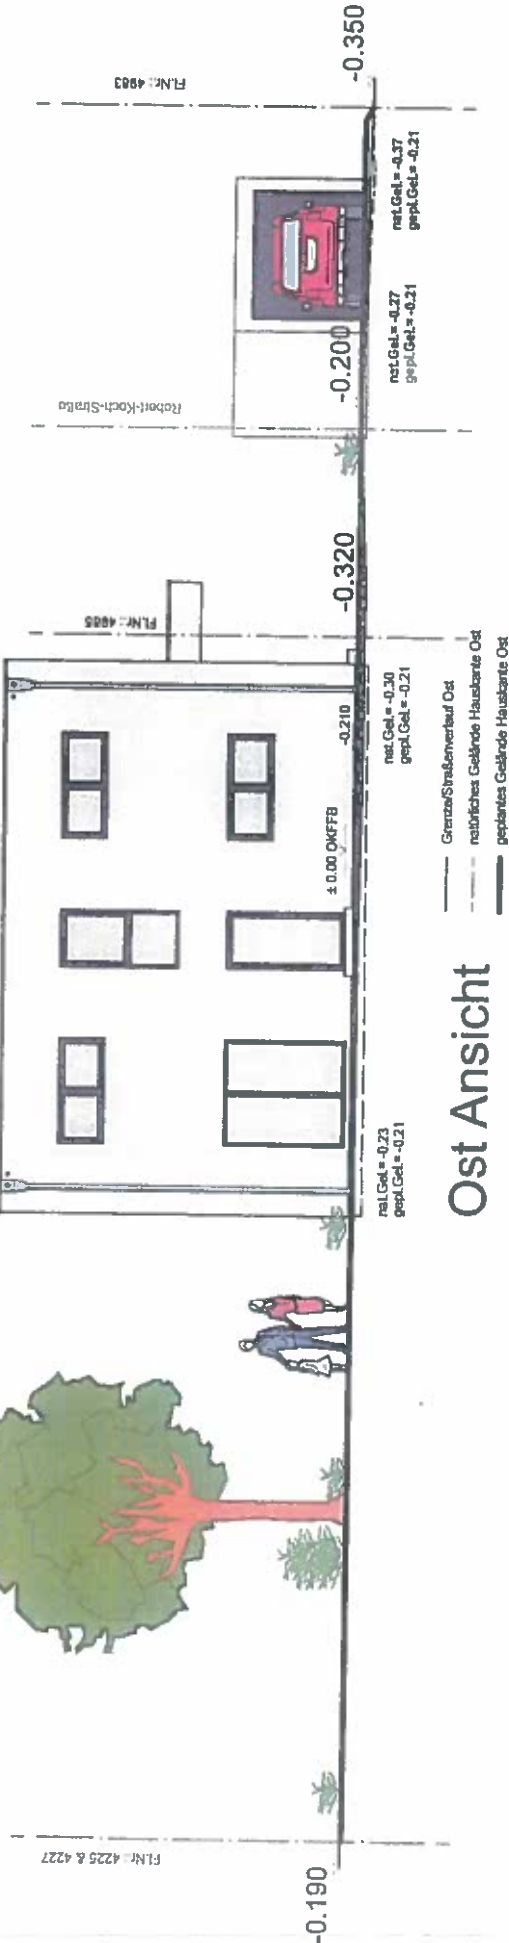 Fl.Nr.: 4225 & 4227
-0.190
nat.Gel.= -0.23
gepl.Gel.= -0.21
± 0.00 OKFFB
-0.210
nat.Gel.= -0.30
gepl.Gel.= -0.21
Fl.Nr.: 4985
-0.320
Robert-Koch-Straße
-0.200
nat.Gel.= -0.27
gepl.Gel.= -0.21
nat.Gel.= -0.37
gepl.Gel.= -0.21
Fl.Nr.: 4983
-0.350
Ost Ansicht
Grenze/Straßenverlauf Ost
natürliches Gelände Hauskante Ost
geplantes Gelände Hauskante Ost